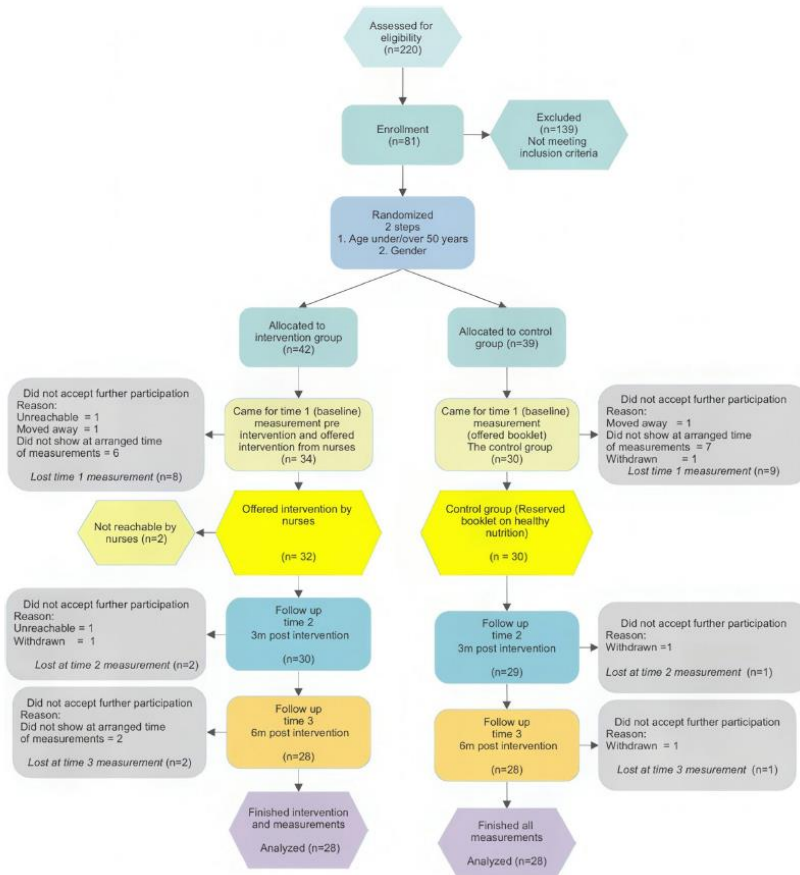 Assessed for
eligibility
(n=220)
Enrollment
(n=81)
Excluded
(n=139)
Not meeting
inclusion criteria
Randomized
2 steps
1. Age under/over 50 years
2. Gender
Allocated to
intervention group
(n=42)
Allocated to control
group (n=39)
Did not accept further participation
Reason:
Unreachable = 1
Moved away = 1
Did not show at arranged time
of measurements = 6
Lost time 1 measurement (n=8)
Came for time 1 (baseline)
measurement pre
intervention and offered
intervention from nurses
(n= 34)
Came for time 1 (baseline)
measurement
(offered booklet)
The control group
(n=30)
Did not accept further participation
Reason:
Moved away = 1
Did not show at arranged time
of measurements = 7
Withdrawn = 1
Lost time 1 measurement (n=9)
Not reachable by
nurses (n=2)
Offered intervention by
nurses
(n= 32)
Control group (Reserved
booklet on healthy
nutrition)
(n = 30)
Did not accept further participation
Reason:
Unreachable = 1
Withdrawn = 1
Lost at time 2 measurement (n=2)
Follow up
time 2
3m post intervention
(n=30)
Follow up
time 2
3m post intervention
(n=29)
Did not accept further participation
Reason:
Withdrawn =1
Lost at time 2 measurement (n=1)
Did not accept further participation
Reason:
Did not show at arranged time
of measurements = 2
Lost at time 3 measurement (n=2)
Follow up
time 3
6m post intervention
(n=28)
Follow up
time 3
6m post intervention
(n=28)
Did not accept further participation
Reason:
Withdrawn = 1
Lost at time 3 mesurement (n=1)
Finished intervention
and measurements
Analyzed (n=28)
Finished all
measurements
Analyzed (n=28)